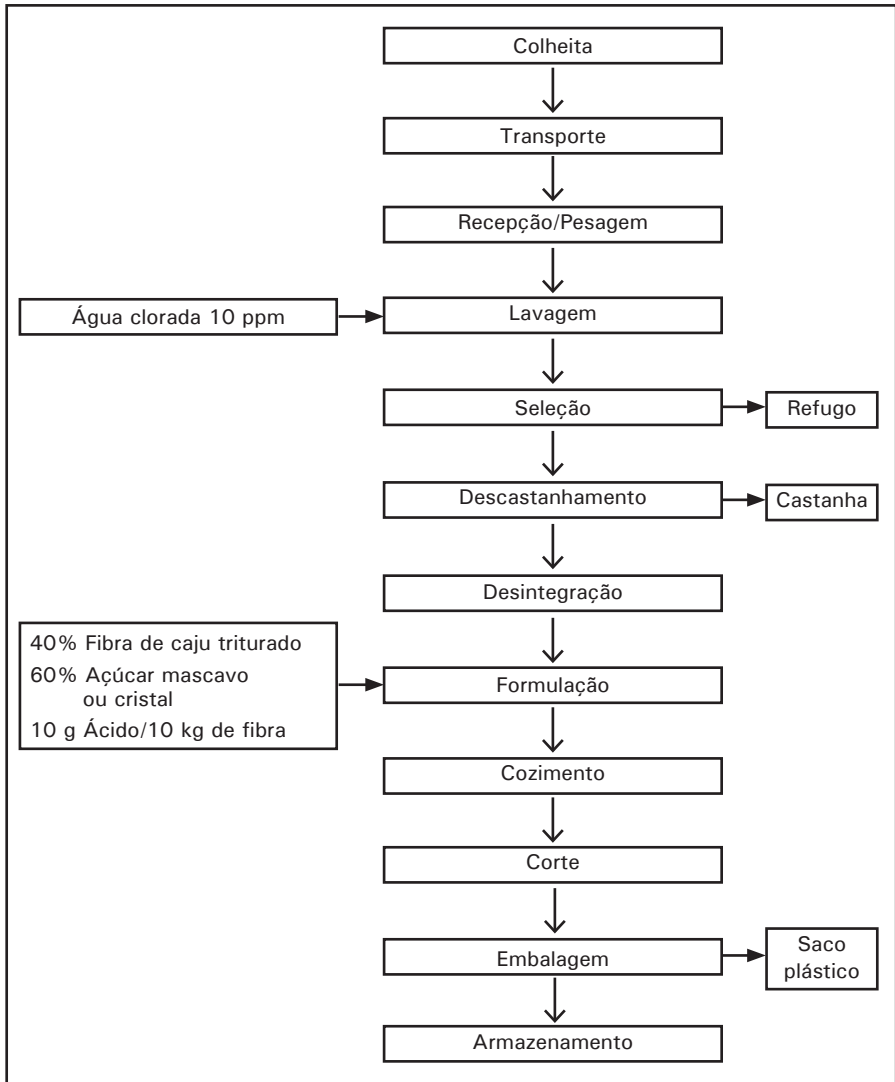 Colheita
Transporte
Recepção/Pesagem
Água clorada 10 ppm
Lavagem
Seleção
Refugo
Descastanhamento
Castanha
Desintegração
40% Fibra de caju triturado
60% Açúcar mascavo
ou cristal
10 g Ácido/10 kg de fibra
Formulação
Cozimento
Corte
Embalagem
Saco
plástico
Armazenamento